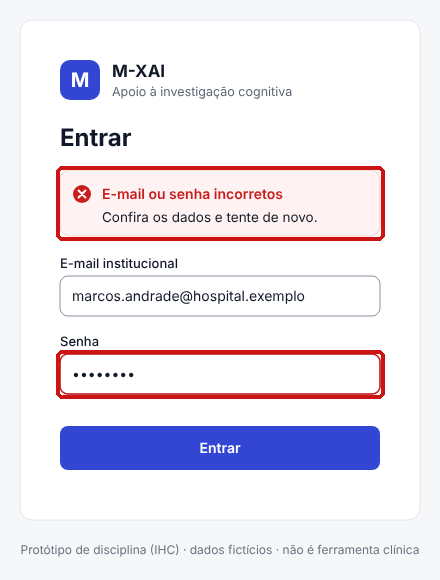 M
M-XAI
Apoio à investigação cognitiva
Entrar
E-mail ou senha incorretos
Confira os dados e tente de novo.
E-mail institucional
marcos.andrade@hospital.exemplo
Senha
••••••••
Entrar
Protótipo de disciplina (IHC) · dados fictícios · não é ferramenta clínica